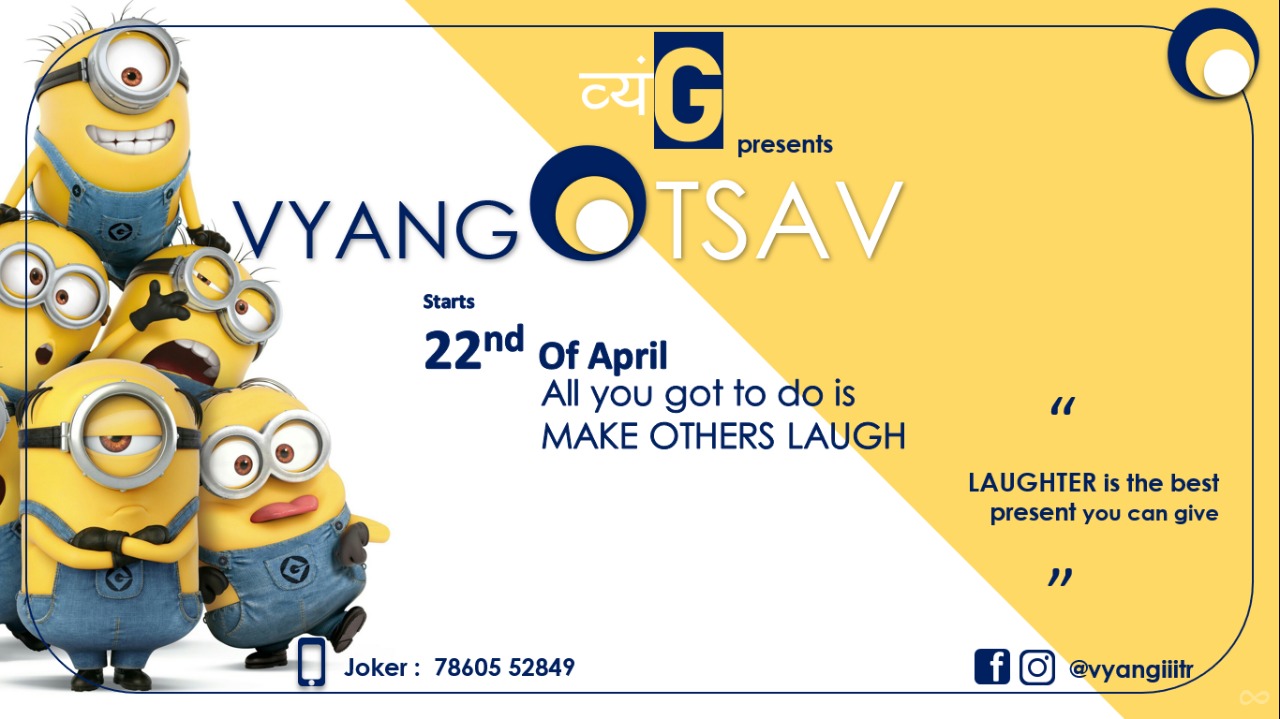 व्यंG
presents
VYANGOTSAV
Starts
22nd Of April
All you got to do is
MAKE OTHERS LAUGH
“
LAUGHTER is the best
present you can give
”
Joker : 78605 52849
@vyangiiitr